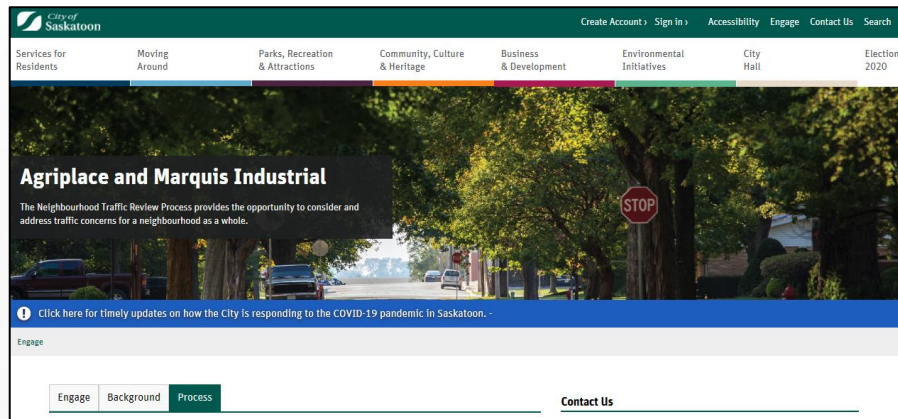 City of
Saskatoon
Create Account › Sign in › Accessibility Engage Contact Us Search
Services for
Residents
Moving
Around
Parks, Recreation
& Attractions
Community, Culture
& Heritage
Business
& Development
Environmental
Initiatives
City
Hall
Election
2020
Agriplace and Marquis Industrial
The Neighbourhood Traffic Review Process provides the opportunity to consider and
address traffic concerns for a neighbourhood as a whole.
STOP
! Click here for timely updates on how the City is responding to the COVID-19 pandemic in Saskatoon. -
Engage
Engage Background Process
Contact Us